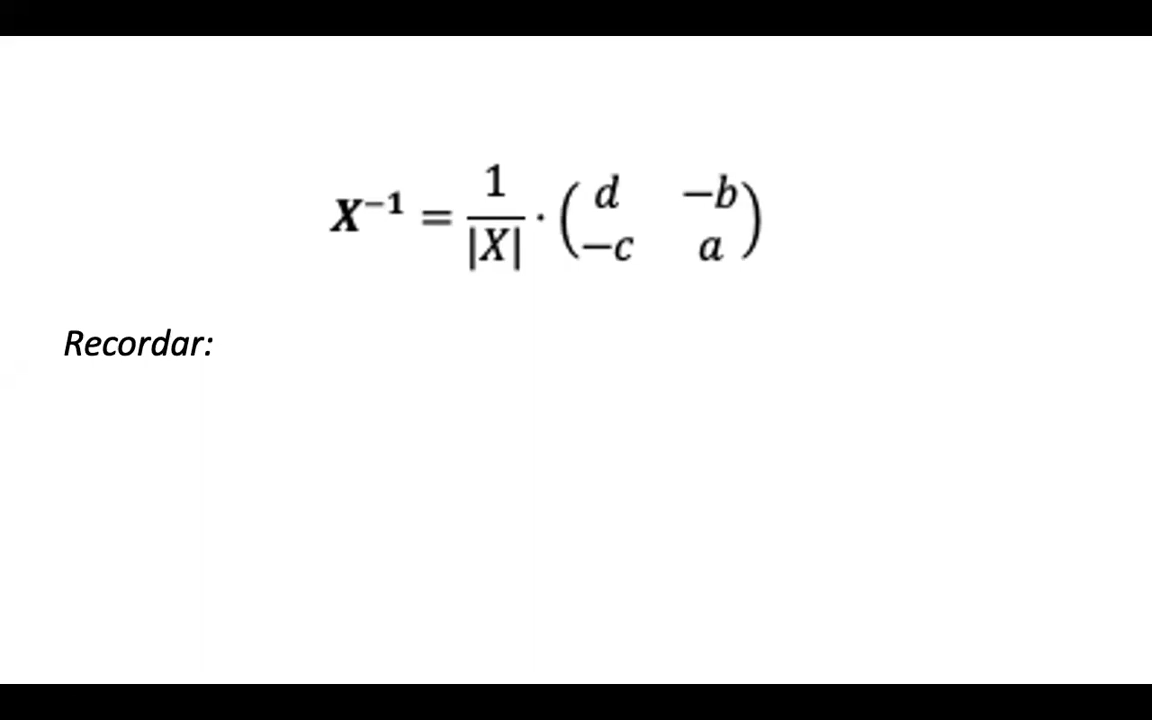 X⁻¹ = 1/|X| · (d −b
−c a)
Recordar: